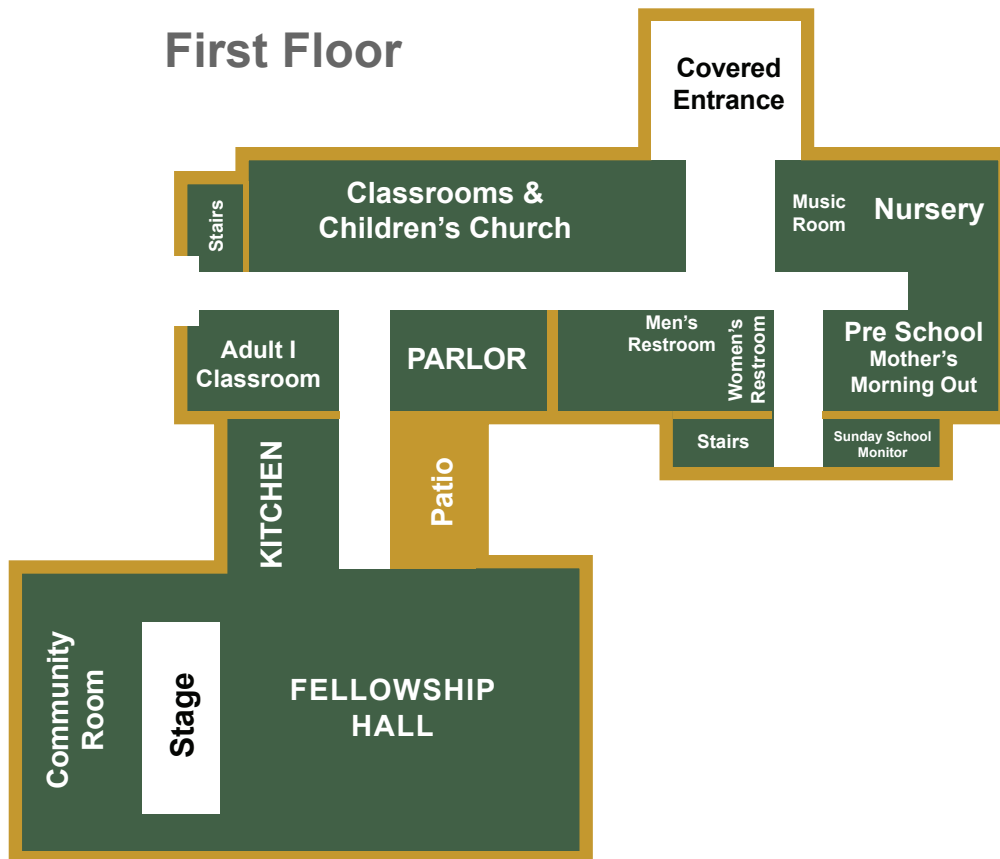 First Floor
Covered
Entrance
Stairs
Classrooms &
Children's Church
Music
Room
Nursery
Adult I
Classroom
PARLOR
Men's
Restroom
Women's
Restroom
Pre School
Mother's
Morning Out
KITCHEN
Patio
Stairs
Sunday School
Monitor
Community
Room
Stage
FELLOWSHIP
HALL